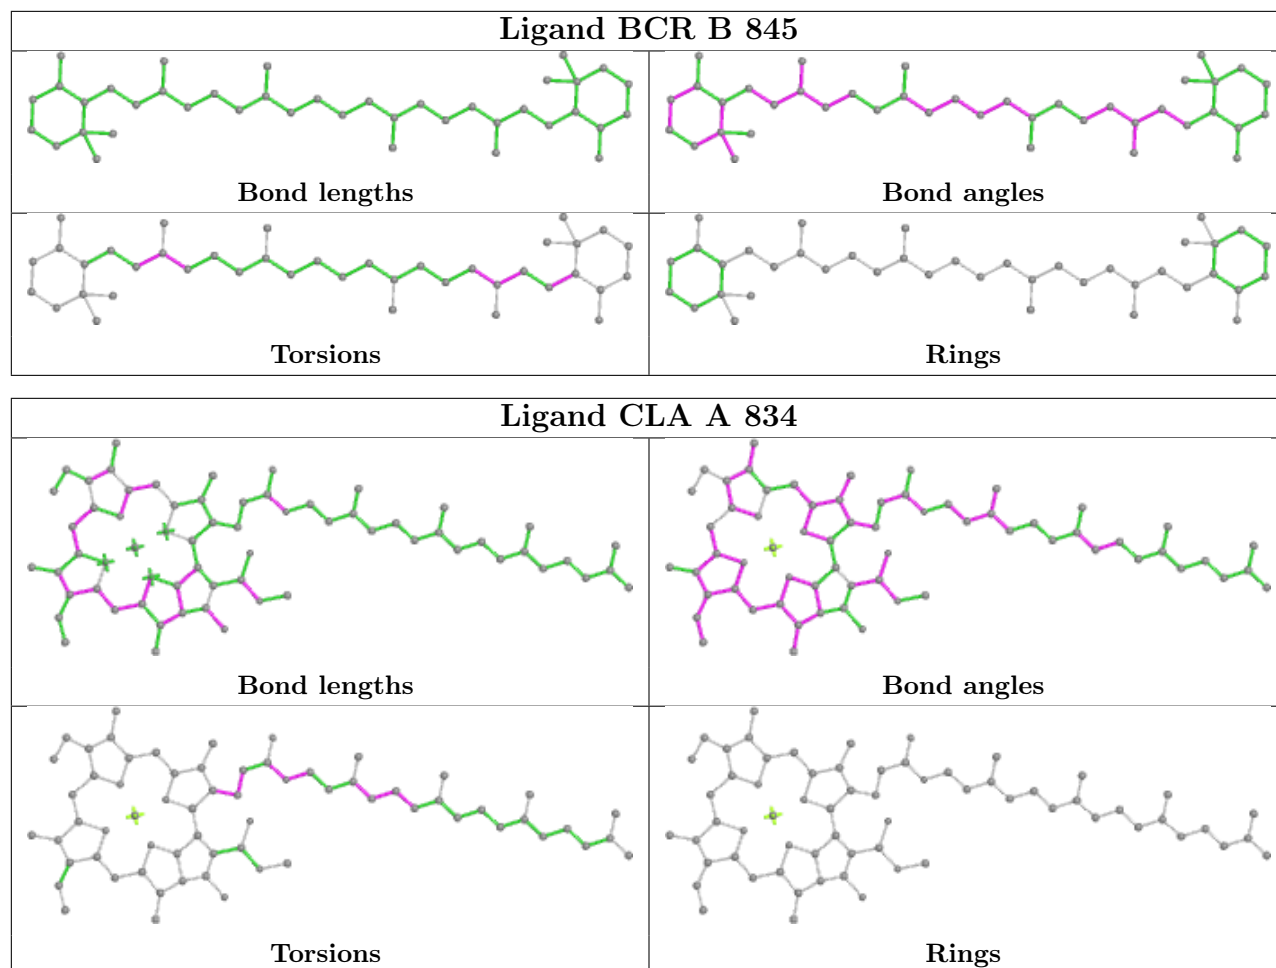 Ligand BCR B 845
Bond lengths
Bond angles
Torsions
Rings
Ligand CLA A 834
Bond lengths
Bond angles
Torsions
Rings